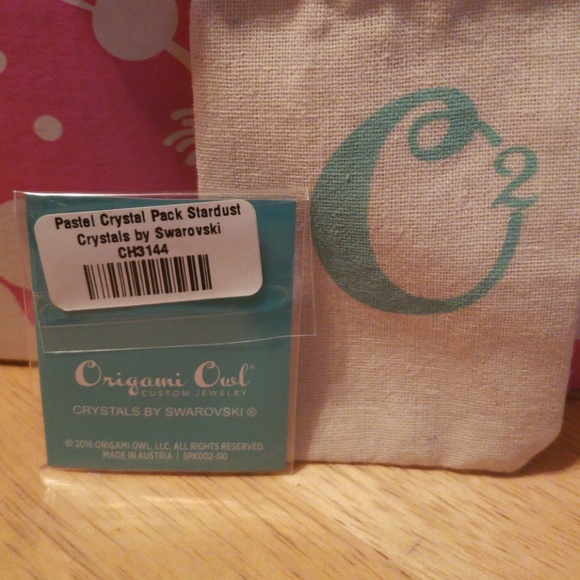 Pastel Crystal Pack Stardust
Crystals by Swarovski
CH3144
Origami Owl®
CUSTOM JEWELRY
CRYSTALS BY SWAROVSKI ®
© 2016 ORIGAMI OWL, LLC. ALL RIGHTS RESERVED.
MADE IN AUSTRIA | SPK002-00
O2